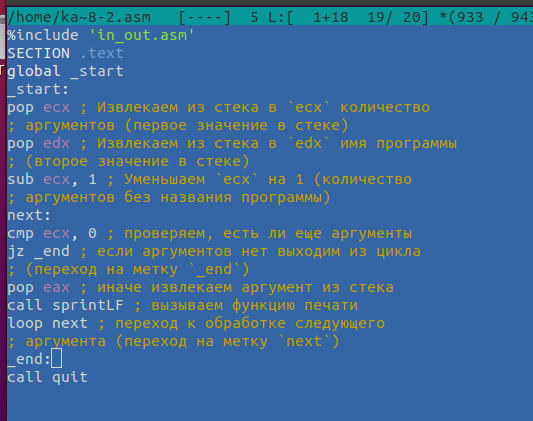 /home/ka~8-2.asm [----] 5 L:[ 1+18 19/ 20] *(933 / 943
%include 'in_out.asm'
SECTION .text
global _start
_start:
pop ecx ; Извлекаем из стека в `ecx` количество
; аргументов (первое значение в стеке)
pop edx ; Извлекаем из стека в `edx` имя программы
; (второе значение в стеке)
sub ecx, 1 ; Уменьшаем `ecx` на 1 (количество
; аргументов без названия программы)
next:
cmp ecx, 0 ; проверяем, есть ли еще аргументы
jz _end ; если аргументов нет выходим из цикла
; (переход на метку `_end`)
pop eax ; иначе извлекаем аргумент из стека
call sprintLF ; вызываем функцию печати
loop next ; переход к обработке следующего
; аргумента (переход на метку `next`)
_end:
call quit